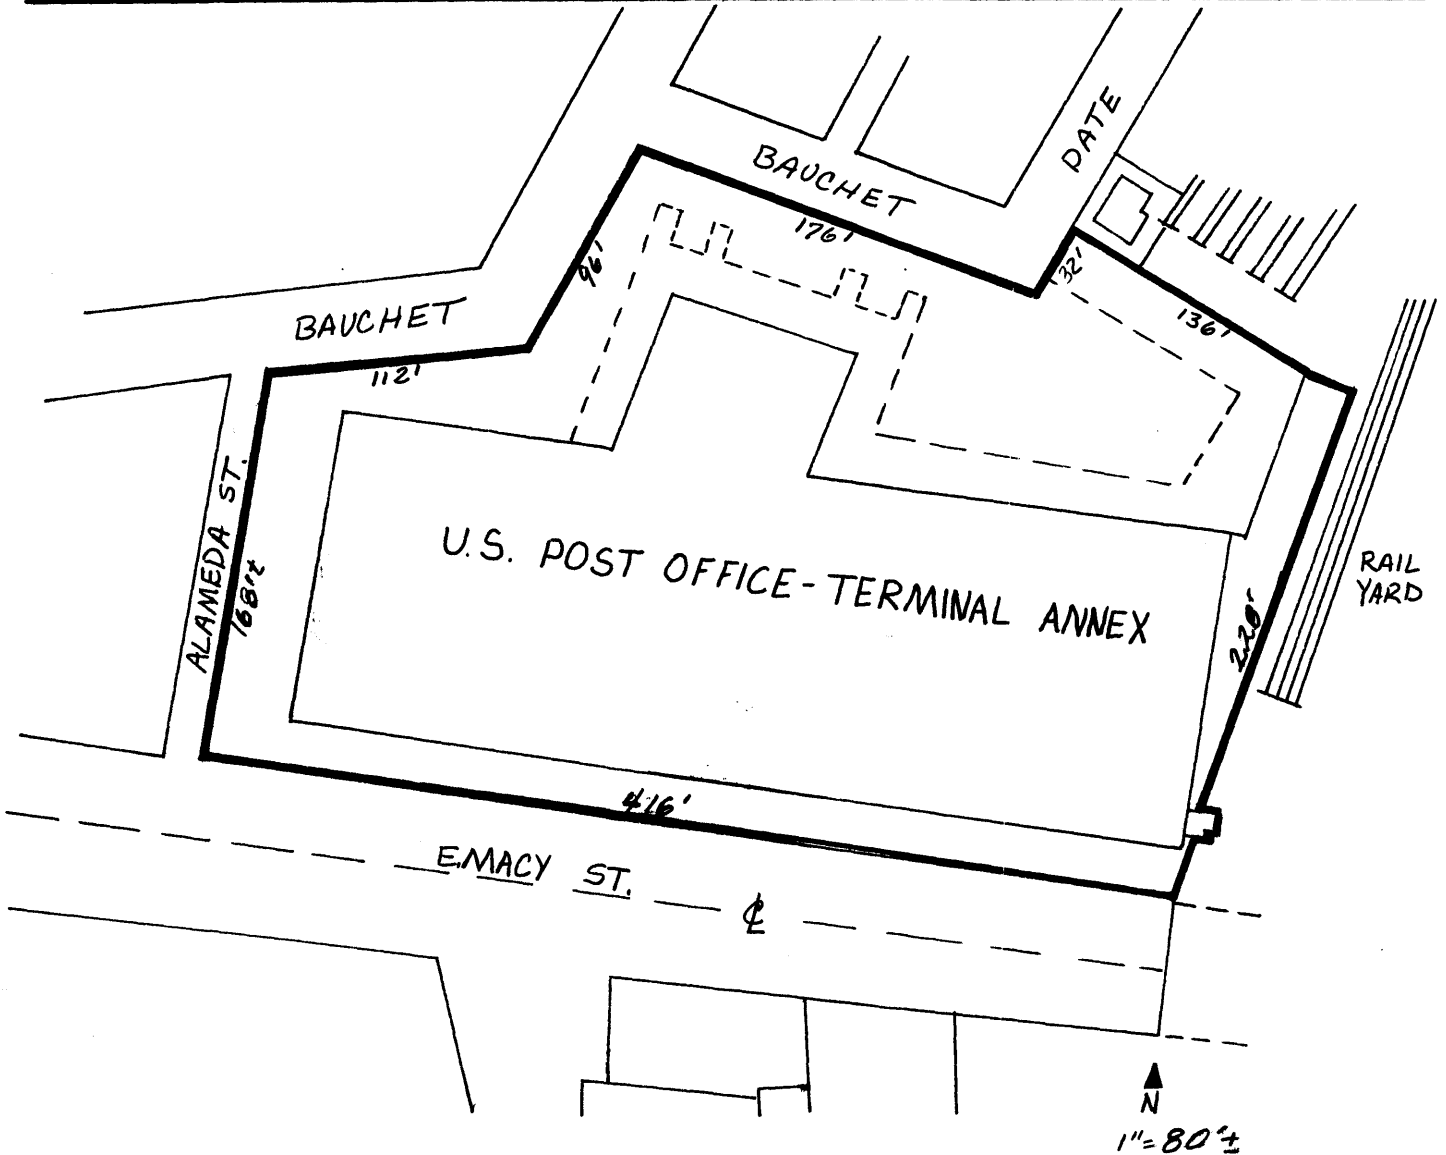 BAUCHET
DATE
176'
96'
32'
136'
BAUCHET
112'
ALAMEDA ST.
168'±
U.S. POST OFFICE-TERMINAL ANNEX
RAIL
YARD
228'
416'
E.MACY ST.
℄
N
1"=80'±